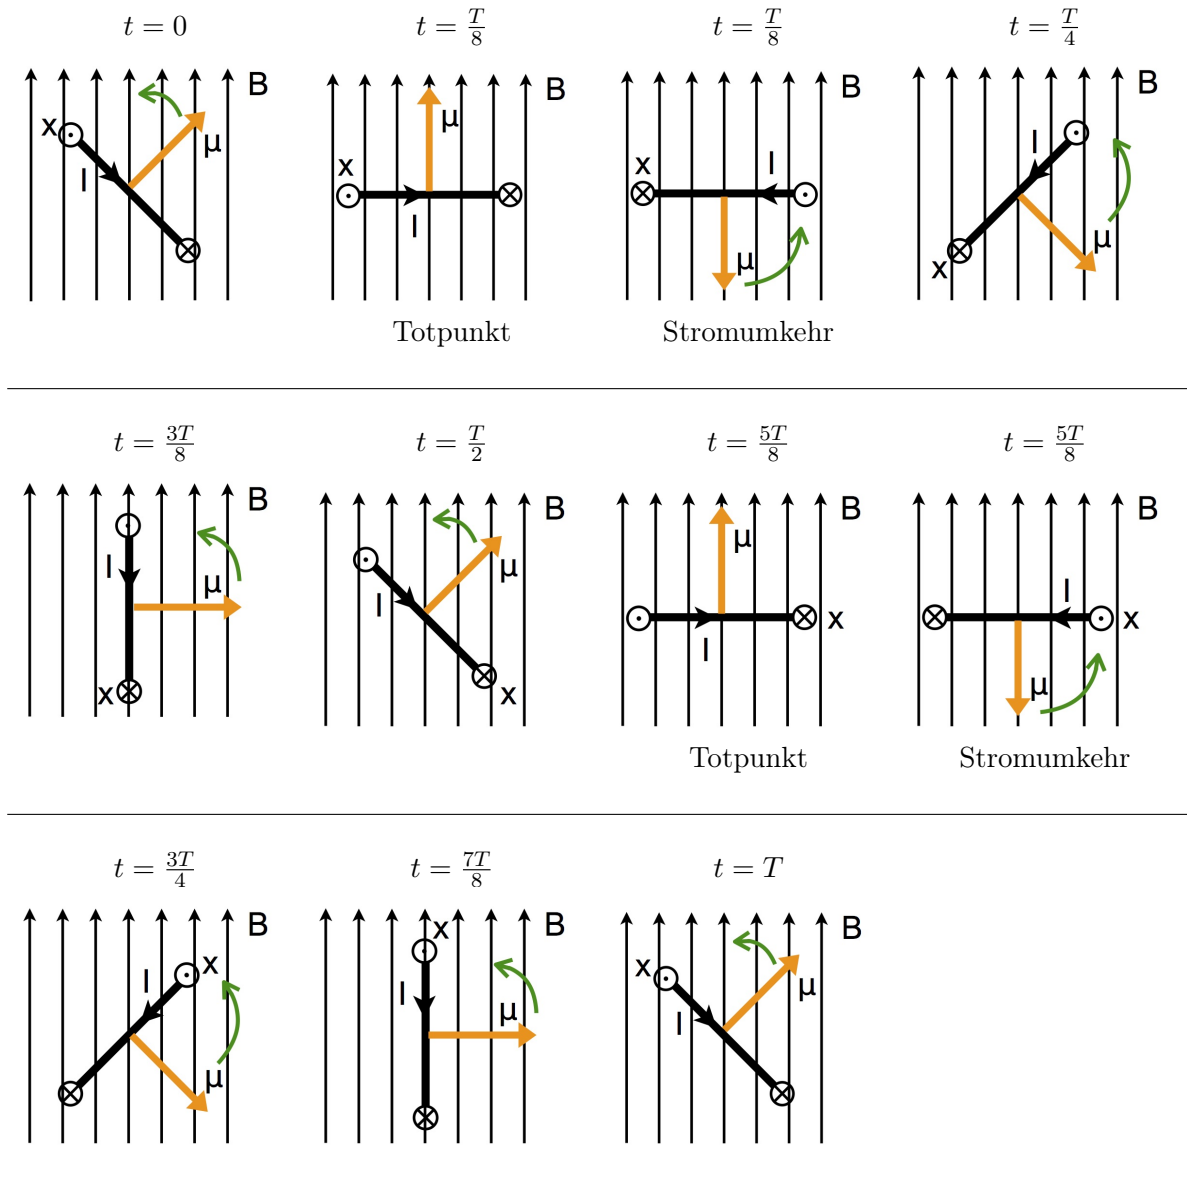 t = 0
t = T/8
t = T/8
t = T/4
B
x
μ
I
B
μ
x
I
B
x
I
μ
B
I
μ
x
Totpunkt
Stromumkehr
t = 3T/8
t = T/2
t = 5T/8
t = 5T/8
B
I
μ
x
B
μ
I
x
B
μ
x
I
B
I
x
μ
Totpunkt
Stromumkehr
t = 3T/4
t = 7T/8
t = T
B
x
I
μ
B
x
I
μ
B
x
μ
I